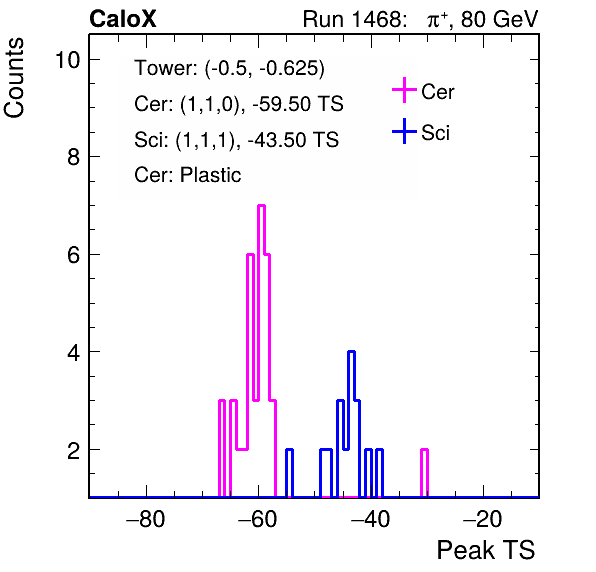 CaloX Run 1468: π⁺, 80 GeV
Counts
Tower: (-0.5, -0.625)
Cer: (1,1,0), -59.50 TS
Sci: (1,1,1), -43.50 TS
Cer: Plastic
Cer
Sci
10
8
6
4
2
−80 −60 −40 −20
Peak TS